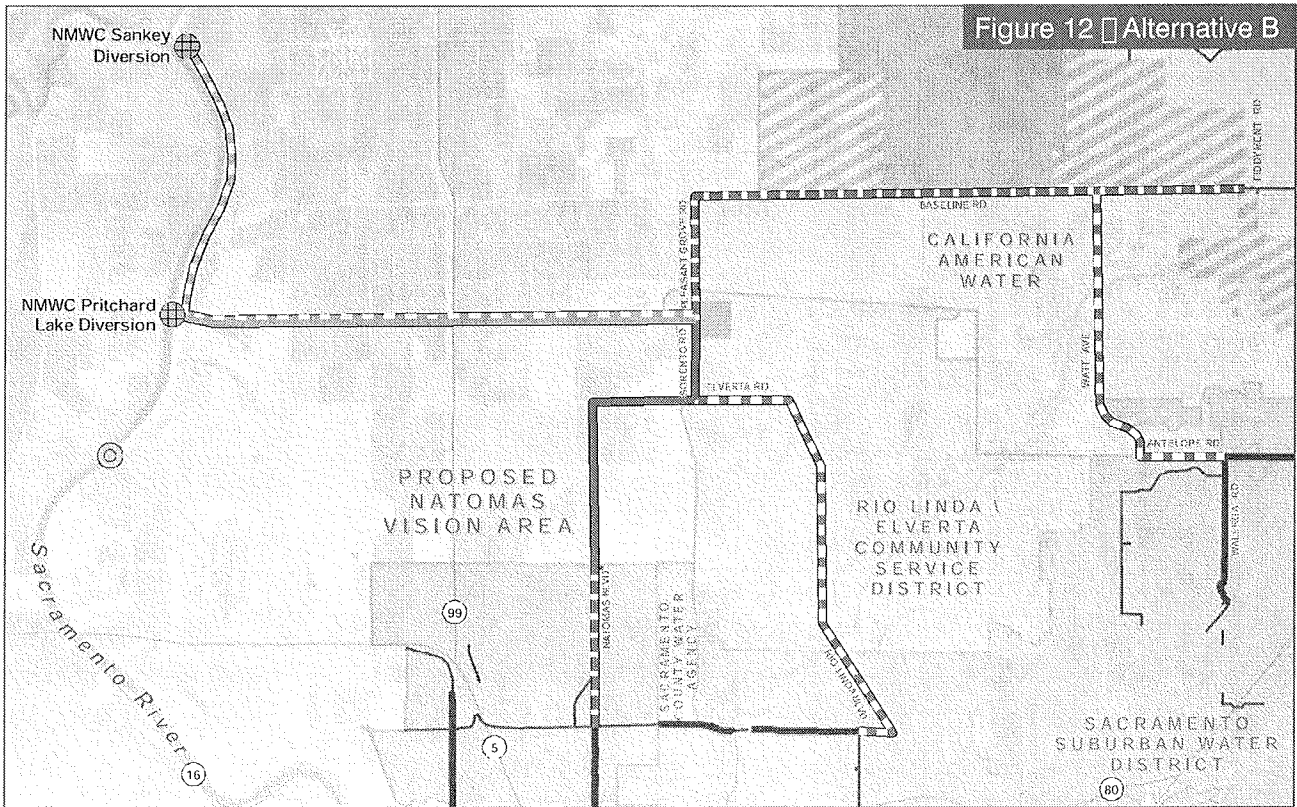 Figure 12 ▯ Alternative B
NMWC Sankey
Diversion
FIDDYMENT RD
BASELINE RD
PLEASANT GROVE RD
CALIFORNIA
AMERICAN
WATER
NMWC Pritchard
Lake Diversion
SORENTO RD
ELVERTA RD
WATT AVE
ANTELOPE RD
WALERGA RD
PROPOSED
NATOMAS
VISION AREA
RIO LINDA \
ELVERTA
COMMUNITY
SERVICE
DISTRICT
Sacramento River
99
NATOMAS BLVD
SACRAMENTO
COUNTY WATER
AGENCY
RIO LINDA BLVD
5
16
SACRAMENTO
SUBURBAN WATER
DISTRICT
80